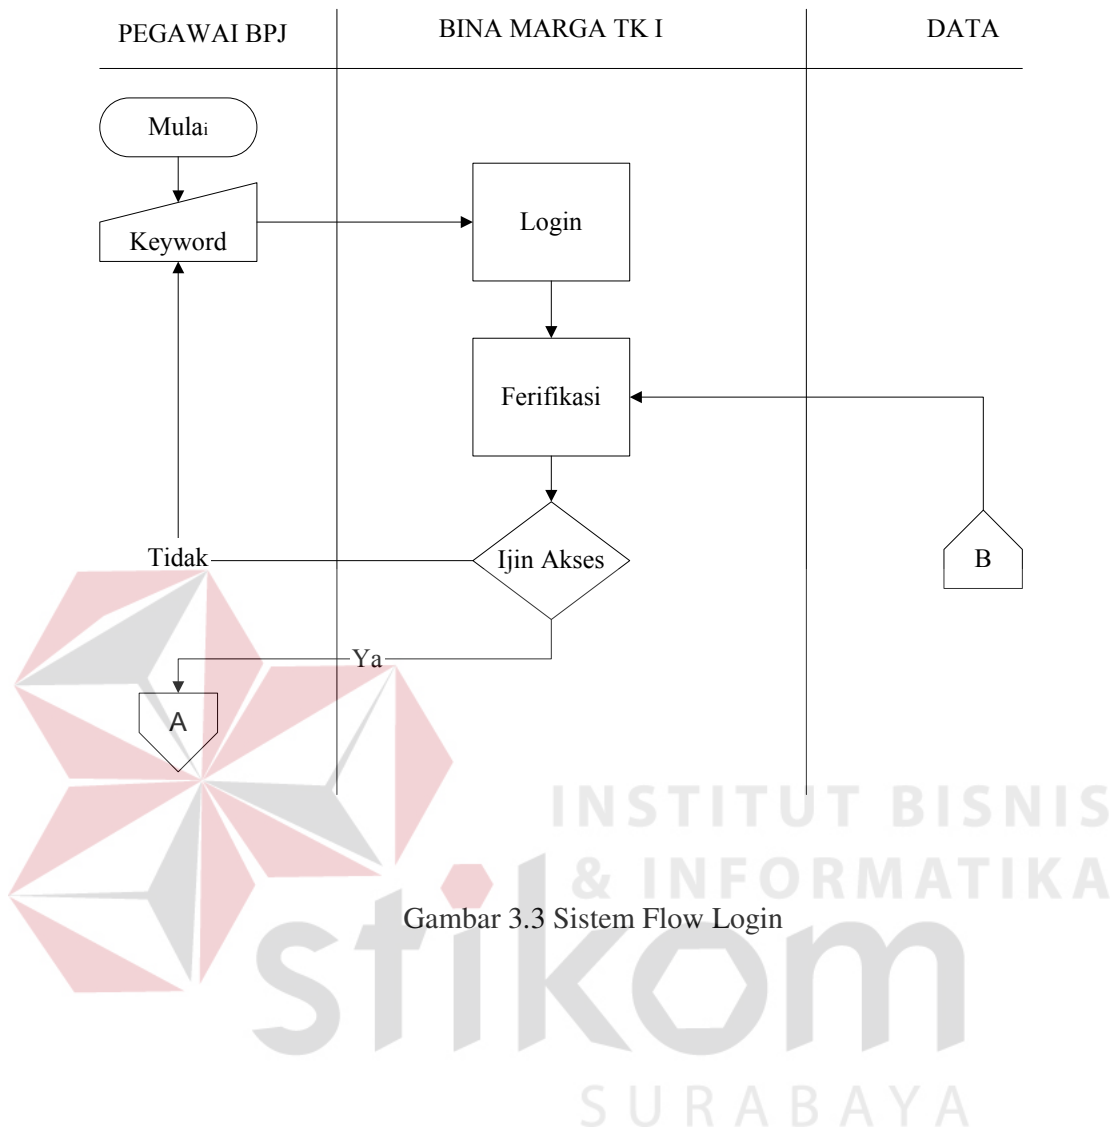 PEGAWAI BPJ
BINA MARGA TK I
DATA
Mulai
Keyword
Login
Ferifikasi
Ijin Akses
Tidak
B
Ya
A
INSTITUT BISNIS
& INFORMATIKA
Gambar 3.3 Sistem Flow Login
stikom
SURABAYA